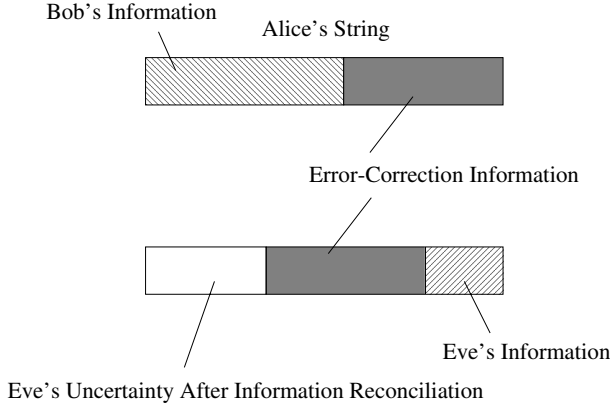 Bob's Information
Alice's String
Error-Correction Information
Eve's Information
Eve's Uncertainty After Information Reconciliation